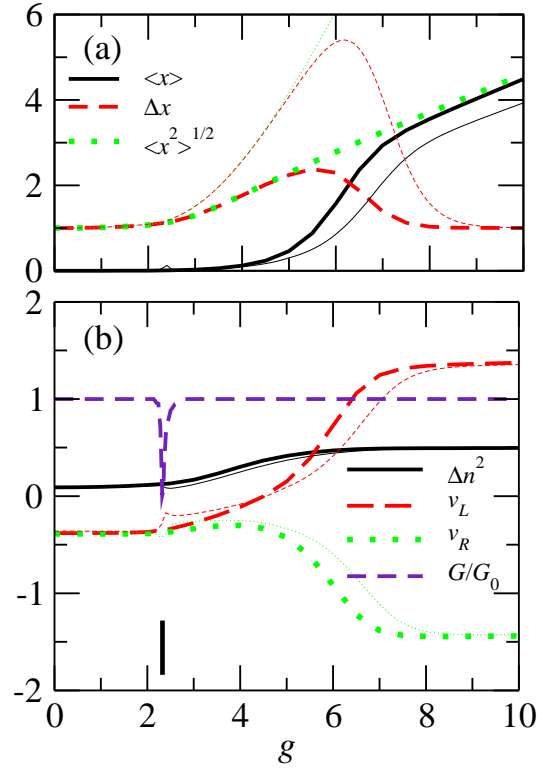 6
(a)
<x>
Δx
4
<x²>^1/2
2
0
2
(b)
1
0
Δn²
v_L
v_R
-1
G/G₀
-2
0 2 4 6 8 10
g